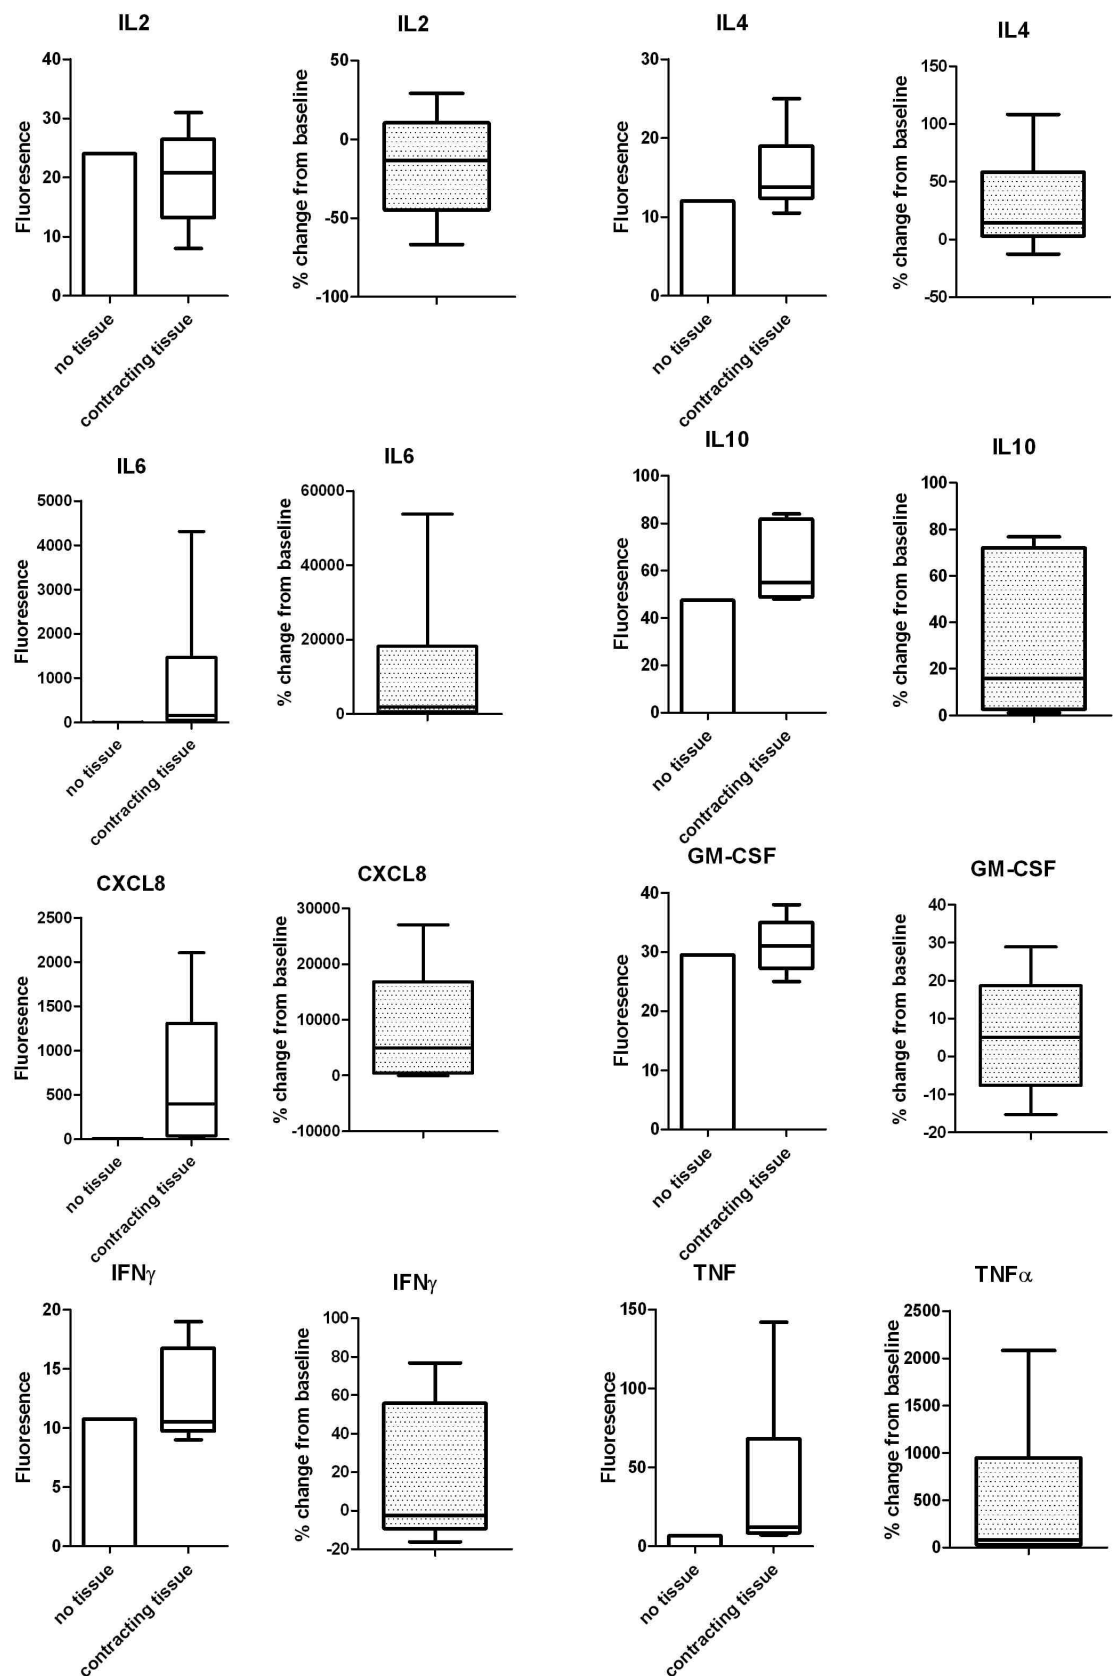 IL2
Fluoresence
40
30
20
10
0
no tissue
contracting tissue
IL2
% change from baseline
50
0
-50
-100
IL4
Fluoresence
30
20
10
0
no tissue
contracting tissue
IL4
% change from baseline
150
100
50
0
-50
IL6
Fluoresence
5000
4000
3000
2000
1000
0
no tissue
contracting tissue
IL6
% change from baseline
60000
40000
20000
0
IL10
Fluoresence
100
80
60
40
20
0
no tissue
contracting tissue
IL10
% change from baseline
100
80
60
40
20
0
CXCL8
Fluoresence
2500
2000
1500
1000
500
0
no tissue
contracting tissue
CXCL8
% change from baseline
30000
20000
10000
0
-10000
GM-CSF
Fluoresence
40
30
20
10
0
no tissue
contracting tissue
GM-CSF
% change from baseline
40
30
20
10
0
-10
-20
IFNγ
Fluoresence
20
15
10
5
0
no tissue
contracting tissue
IFNγ
% change from baseline
100
80
60
40
20
0
-20
TNF
Fluoresence
150
100
50
0
no tissue
contracting tissue
TNFα
% change from baseline
2500
2000
1500
1000
500
0